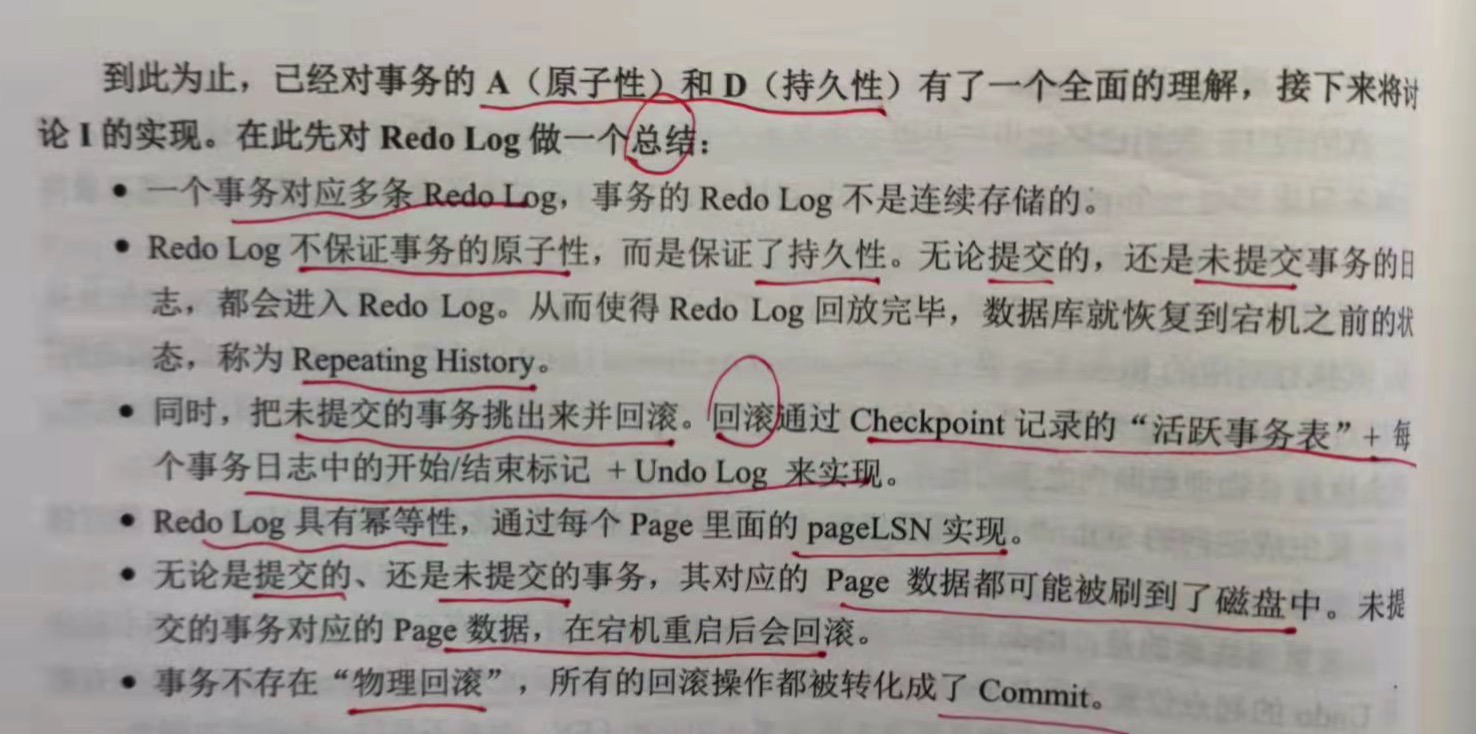 到此为止，已经对事务的 A（原子性）和 D（持久性）有了一个全面的理解，接下来将讨
论 I 的实现。在此先对 Redo Log 做一个总结：
• 一个事务对应多条 Redo Log，事务的 Redo Log 不是连续存储的；
• Redo Log 不保证事务的原子性，而是保证了持久性。无论提交的，还是未提交事务的日
志，都会进入 Redo Log。从而使得 Redo Log 回放完毕，数据库就恢复到宕机之前的状
态，称为 Repeating History。
• 同时，把未提交的事务挑出来并回滚。回滚通过 Checkpoint 记录的“活跃事务表”+ 每
个事务日志中的开始/结束标记 + Undo Log 来实现。
• Redo Log 具有幂等性，通过每个 Page 里面的 pageLSN 实现。
• 无论是提交的、还是未提交的事务，其对应的 Page 数据都可能被刷到了磁盘中。未提
交的事务对应的 Page 数据，在宕机重启后会回滚。
• 事务不存在“物理回滚”，所有的回滚操作都被转化成了 Commit。